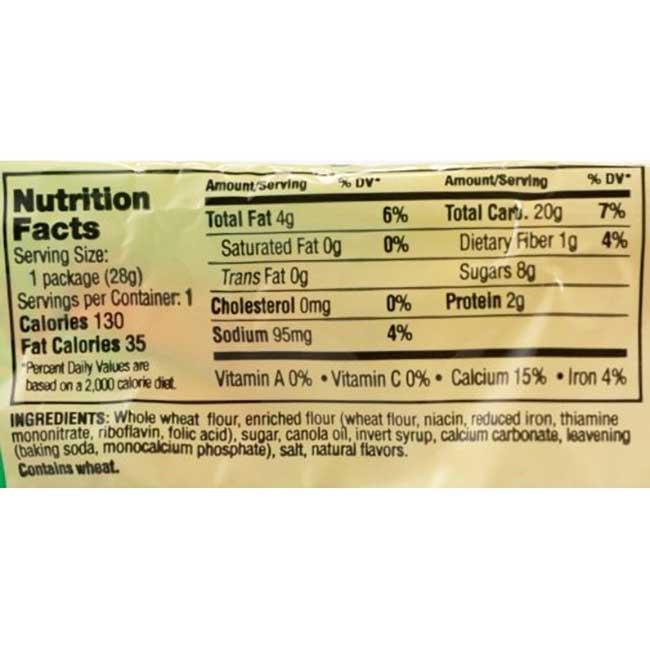 Nutrition
Facts
Serving Size:
1 package (28g)
Servings per Container: 1
Calories 130
Fat Calories 35
*Percent Daily Values are
based on a 2,000 calorie diet.
Amount/Serving % DV*
Total Fat 4g 6%
Saturated Fat 0g 0%
Trans Fat 0g
Cholesterol 0mg 0%
Sodium 95mg 4%
Amount/Serving % DV*
Total Carb. 20g 7%
Dietary Fiber 1g 4%
Sugars 8g
Protein 2g
Vitamin A 0% • Vitamin C 0% • Calcium 15% • Iron 4%
INGREDIENTS: Whole wheat flour, enriched flour (wheat flour, niacin, reduced iron, thiamine
mononitrate, riboflavin, folic acid), sugar, canola oil, invert syrup, calcium carbonate, leavening
(baking soda, monocalcium phosphate), salt, natural flavors.
Contains wheat.